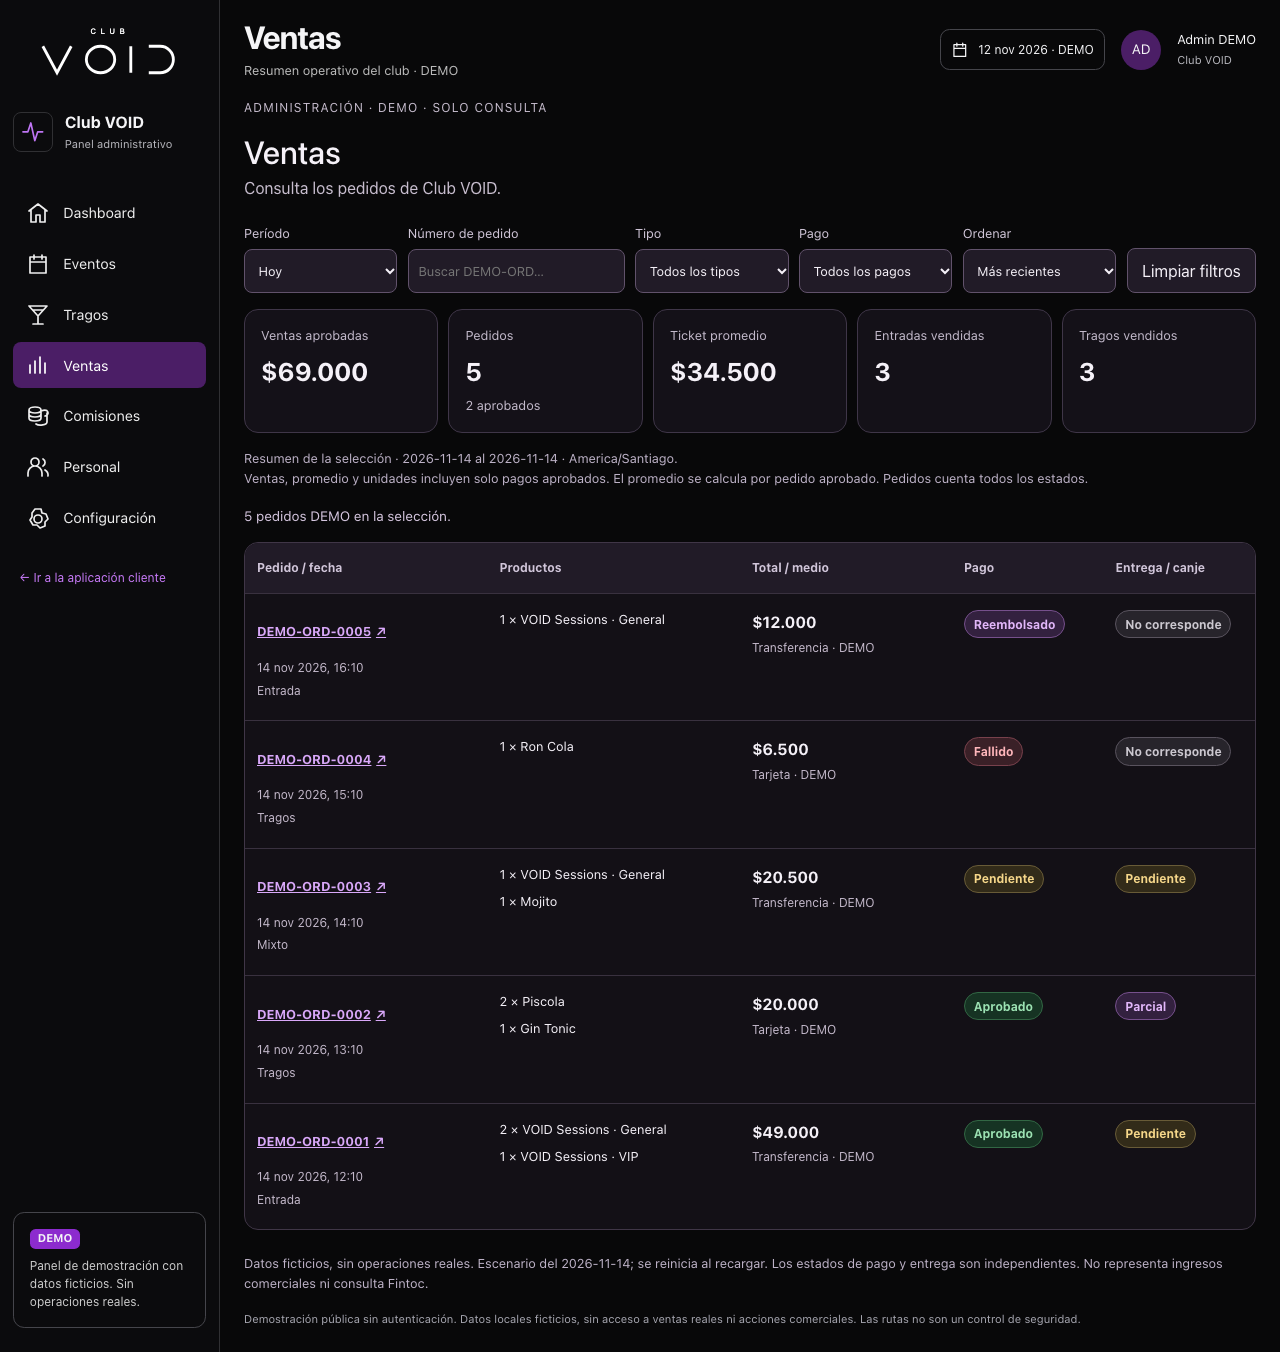 CLUB
VOID
Club VOID
Panel administrativo
Dashboard
Eventos
Tragos
Ventas
Comisiones
Personal
Configuración
← Ir a la aplicación cliente
DEMO
Panel de demostración con
datos ficticios. Sin
operaciones reales.
Ventas
Resumen operativo del club · DEMO
12 nov 2026 · DEMO
AD
Admin DEMO
Club VOID
ADMINISTRACIÓN · DEMO · SOLO CONSULTA
Ventas
Consulta los pedidos de Club VOID.
Período
Número de pedido
Tipo
Pago
Ordenar
Hoy
Buscar DEMO-ORD...
Todos los tipos
Todos los pagos
Más recientes
Limpiar filtros
Ventas aprobadas
$69.000
Pedidos
5
2 aprobados
Ticket promedio
$34.500
Entradas vendidas
3
Tragos vendidos
3
Resumen de la selección · 2026-11-14 al 2026-11-14 · America/Santiago.
Ventas, promedio y unidades incluyen solo pagos aprobados. El promedio se calcula por pedido aprobado. Pedidos cuenta todos los estados.
5 pedidos DEMO en la selección.
Pedido / fecha
Productos
Total / medio
Pago
Entrega / canje
DEMO-ORD-0005 ↗
14 nov 2026, 16:10
Entrada
1 × VOID Sessions · General
$12.000
Transferencia · DEMO
Reembolsado
No corresponde
DEMO-ORD-0004 ↗
14 nov 2026, 15:10
Tragos
1 × Ron Cola
$6.500
Tarjeta · DEMO
Fallido
No corresponde
DEMO-ORD-0003 ↗
14 nov 2026, 14:10
Mixto
1 × VOID Sessions · General
1 × Mojito
$20.500
Transferencia · DEMO
Pendiente
Pendiente
DEMO-ORD-0002 ↗
14 nov 2026, 13:10
Tragos
2 × Piscola
1 × Gin Tonic
$20.000
Tarjeta · DEMO
Aprobado
Parcial
DEMO-ORD-0001 ↗
14 nov 2026, 12:10
Entrada
2 × VOID Sessions · General
1 × VOID Sessions · VIP
$49.000
Transferencia · DEMO
Aprobado
Pendiente
Datos ficticios, sin operaciones reales. Escenario del 2026-11-14; se reinicia al recargar. Los estados de pago y entrega son independientes. No representa ingresos
comerciales ni consulta Fintoc.
Demostración pública sin autenticación. Datos locales ficticios, sin acceso a ventas reales ni acciones comerciales. Las rutas no son un control de seguridad.